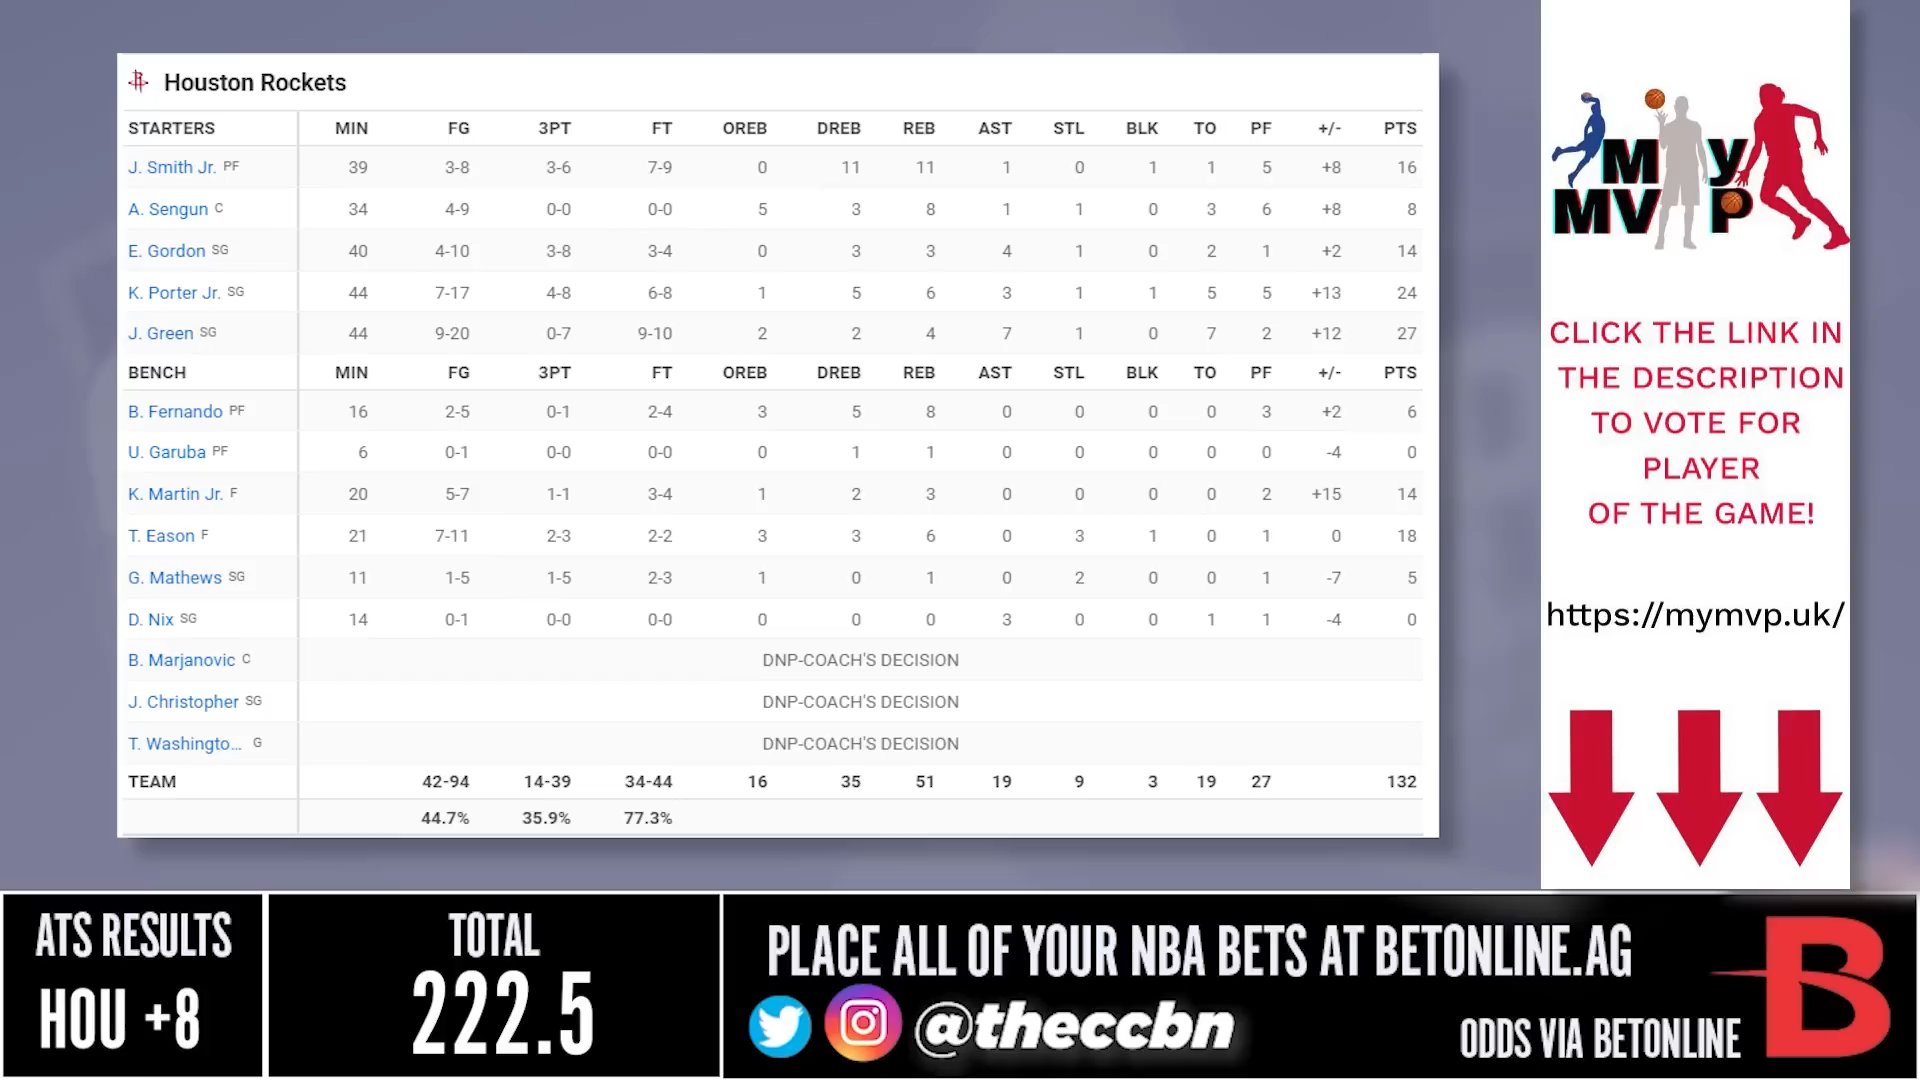 Houston Rockets
STARTERS MIN FG 3PT FT OREB DREB REB AST STL BLK TO PF +/- PTS
J. Smith Jr. PF 39 3-8 3-6 7-9 0 11 11 1 0 1 1 5 +8 16
A. Sengun C 34 4-9 0-0 0-0 5 3 8 1 1 0 3 6 +8 8
E. Gordon SG 40 4-10 3-8 3-4 0 3 3 4 1 0 2 1 +2 14
K. Porter Jr. SG 44 7-17 4-8 6-8 1 5 6 3 1 1 5 5 +13 24
J. Green SG 44 9-20 0-7 9-10 2 2 4 7 1 0 7 2 +12 27
BENCH MIN FG 3PT FT OREB DREB REB AST STL BLK TO PF +/- PTS
B. Fernando PF 16 2-5 0-1 2-4 3 5 8 0 0 0 0 3 +2 6
U. Garuba PF 6 0-1 0-0 0-0 0 1 1 0 0 0 0 0 -4 0
K. Martin Jr. F 20 5-7 1-1 3-4 1 2 3 0 0 0 0 2 +15 14
T. Eason F 21 7-11 2-3 2-2 3 3 6 0 3 1 0 1 0 18
G. Mathews SG 11 1-5 1-5 2-3 1 0 1 0 2 0 0 1 -7 5
D. Nix SG 14 0-1 0-0 0-0 0 0 0 3 0 0 1 1 -4 0
B. Marjanovic C DNP-COACH'S DECISION
J. Christopher SG DNP-COACH'S DECISION
T. Washingto... G DNP-COACH'S DECISION
TEAM 42-94 14-39 34-44 16 35 51 19 9 3 19 27 132
44.7% 35.9% 77.3%
My
MVP
CLICK THE LINK IN
THE DESCRIPTION
TO VOTE FOR
PLAYER
OF THE GAME!
https://mymvp.uk/
ATS RESULTS
HOU +8
TOTAL
222.5
PLACE ALL OF YOUR NBA BETS AT BETONLINE.AG
@theccbn
ODDS VIA BETONLINE
B